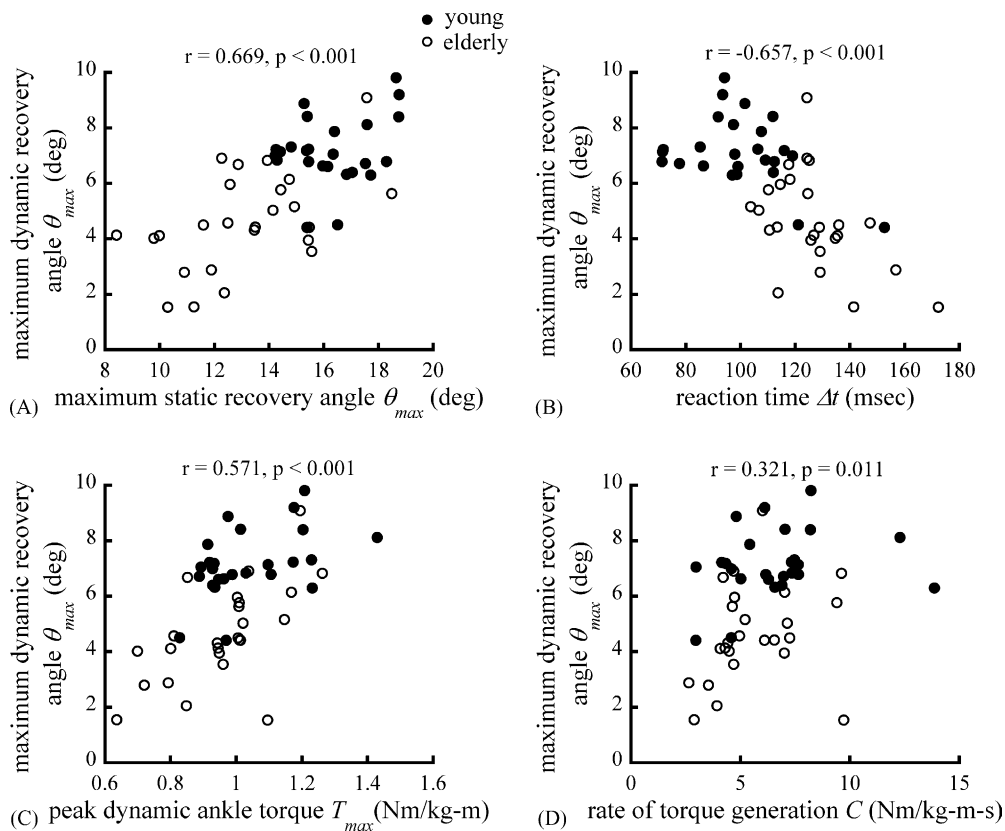 young
elderly
r = 0.669, p < 0.001
maximum dynamic recovery
angle θmax (deg)
10
8
6
4
2
0
8 10 12 14 16 18 20
(A) maximum static recovery angle θmax (deg)
r = -0.657, p < 0.001
maximum dynamic recovery
angle θmax (deg)
10
8
6
4
2
0
60 80 100 120 140 160 180
(B) reaction time Δt (msec)
r = 0.571, p < 0.001
maximum dynamic recovery
angle θmax (deg)
10
8
6
4
2
0
0.6 0.8 1 1.2 1.4 1.6
(C) peak dynamic ankle torque Tmax (Nm/kg-m)
r = 0.321, p = 0.011
maximum dynamic recovery
angle θmax (deg)
10
8
6
4
2
0
0 5 10 15
(D) rate of torque generation C (Nm/kg-m-s)